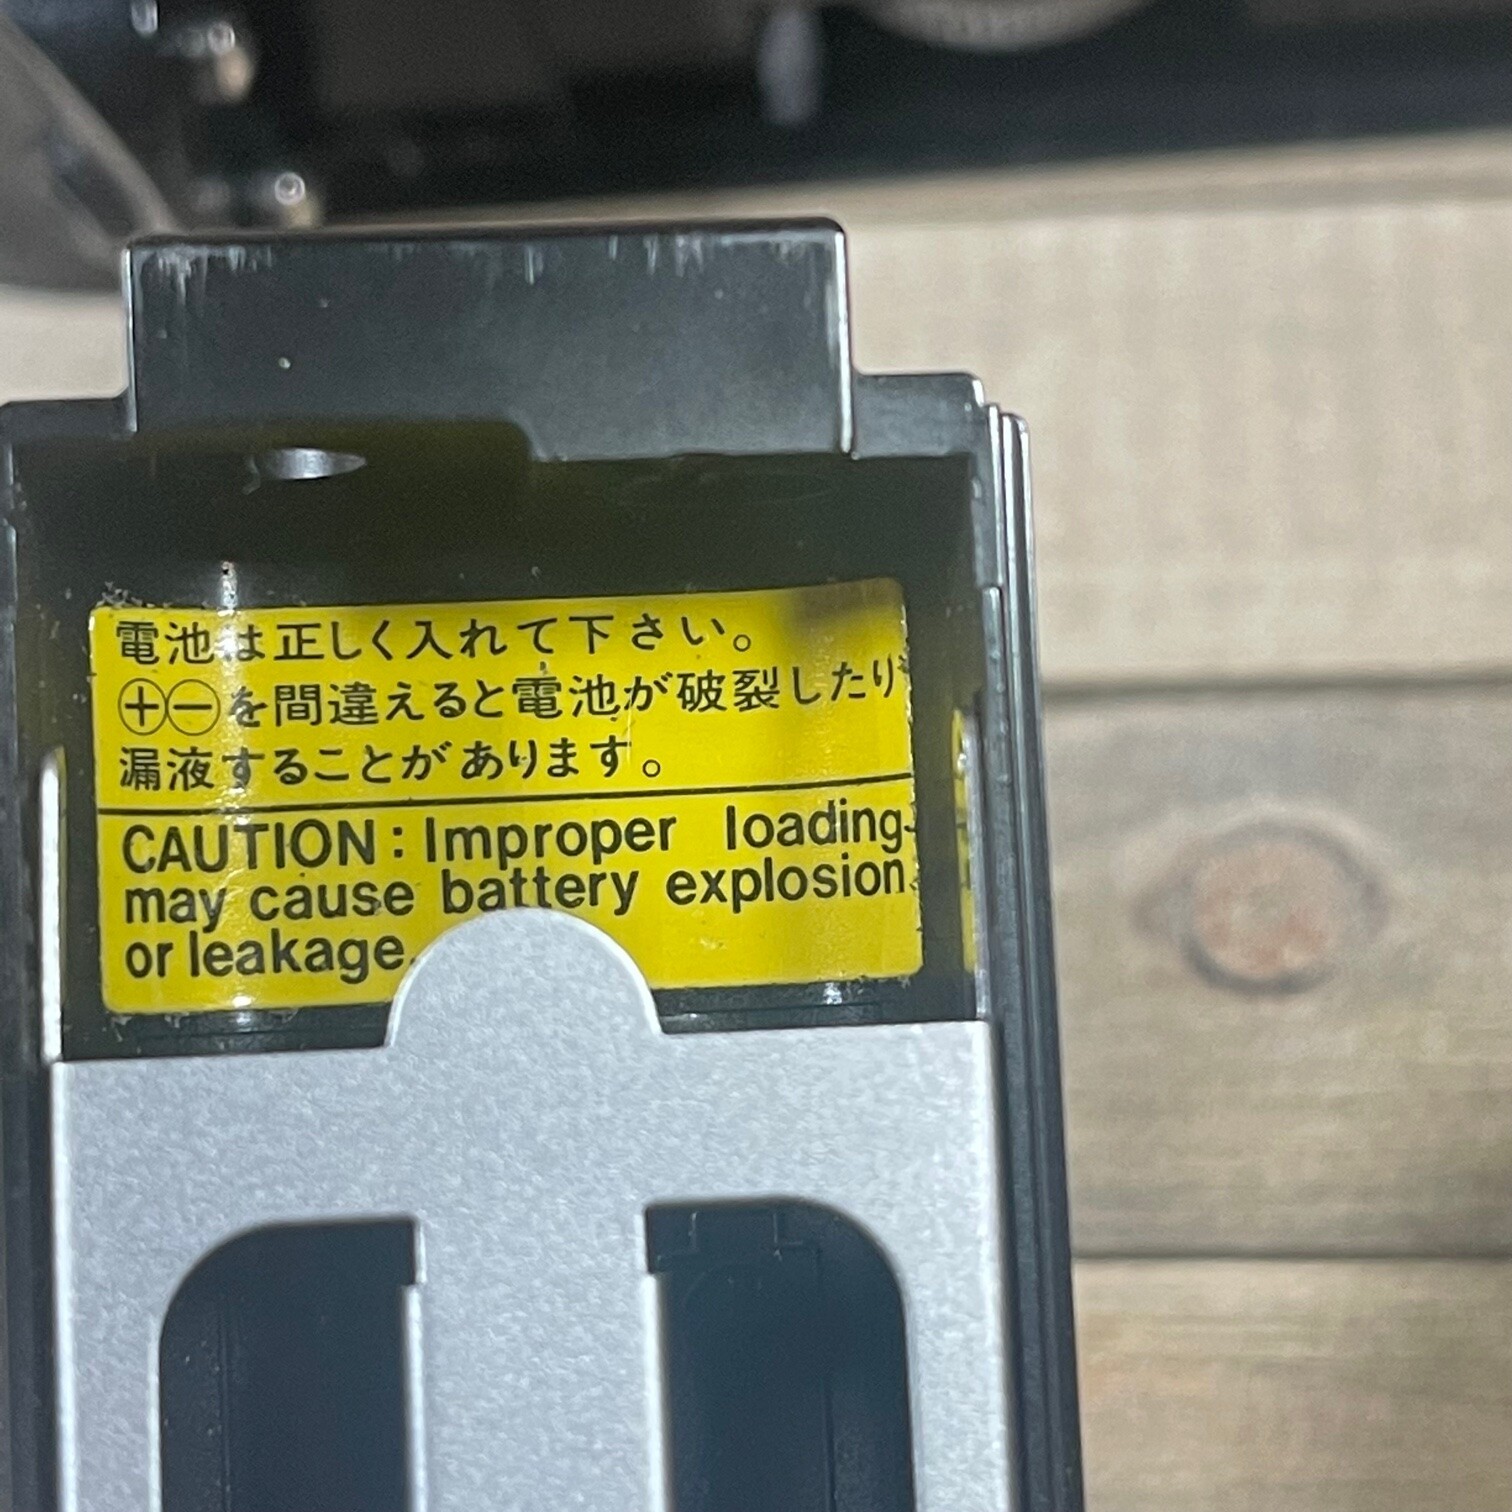 電池は正しく入れて下さい。
⊕⊖を間違えると電池が破裂したり
漏液することがあります。
CAUTION : Improper loading
may cause battery explosion
or leakage.